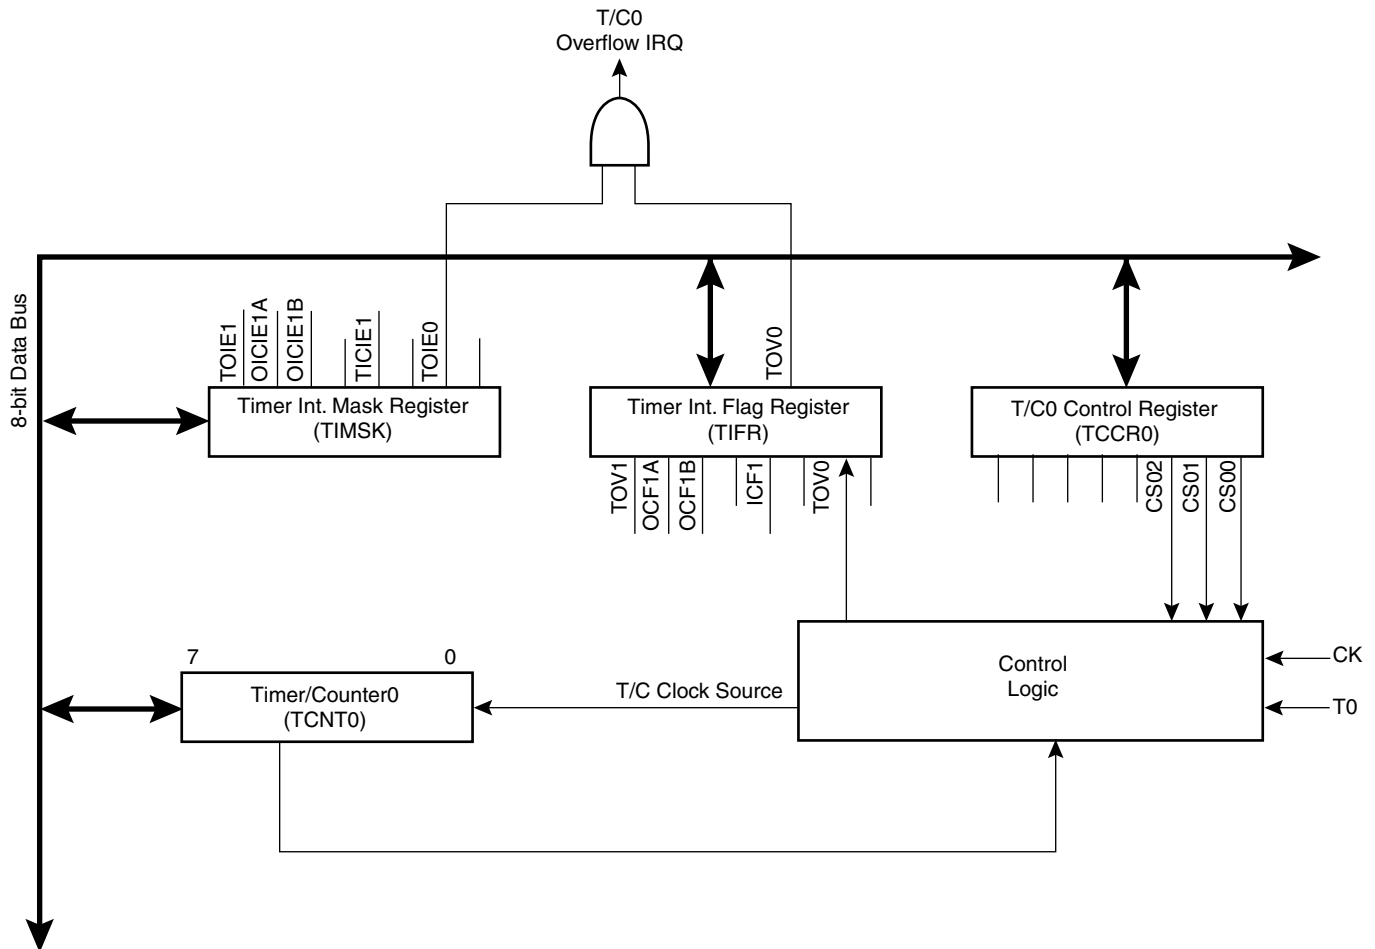 T/C0
Overflow IRQ
8-bit Data Bus
TOIE1
OICIE1A
OICIE1B
TICIE1
TOIE0
TOV0
Timer Int. Mask Register
(TIMSK)
Timer Int. Flag Register
(TIFR)
T/C0 Control Register
(TCCR0)
TOV1
OCF1A
OCF1B
ICF1
TOV0
CS02
CS01
CS00
7
0
Timer/Counter0
(TCNT0)
T/C Clock Source
Control
Logic
CK
T0